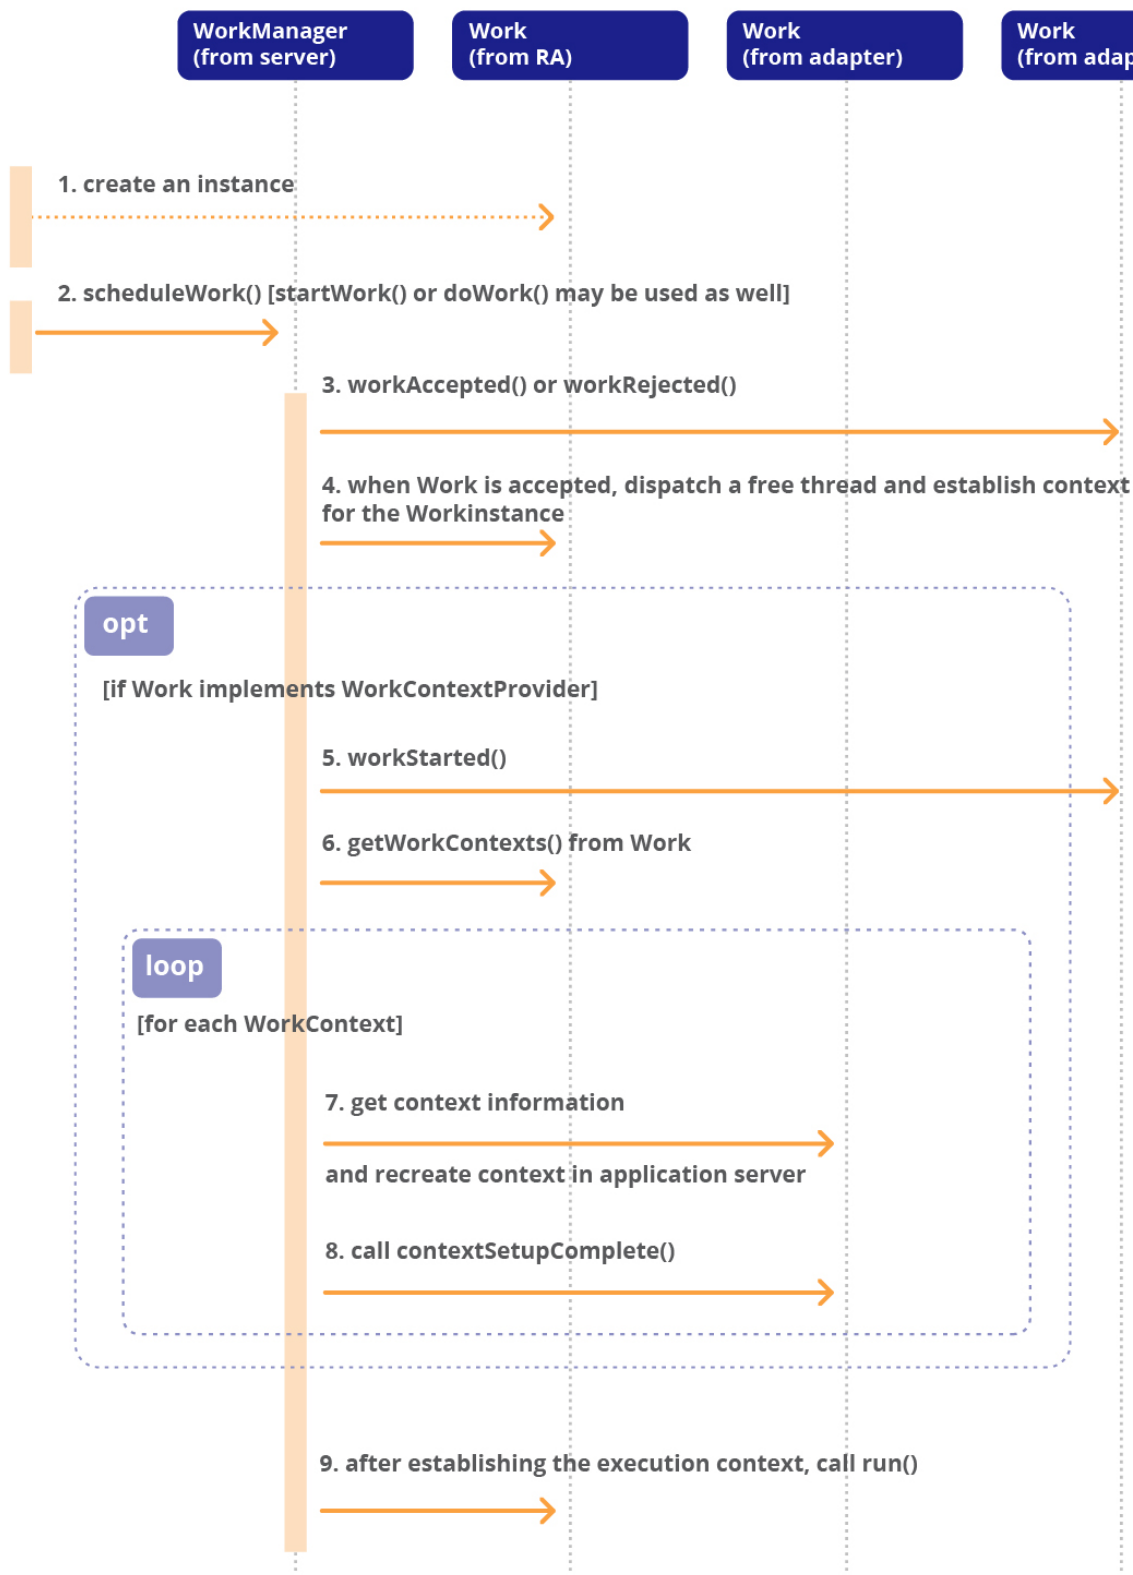 WorkManager
(from server)
Work
(from RA)
Work
(from adapter)
Work
(from adap
1. create an instance
2. scheduleWork() [startWork() or doWork() may be used as well]
3. workAccepted() or workRejected()
4. when Work is accepted, dispatch a free thread and establish context
for the Workinstance
opt
[if Work implements WorkContextProvider]
5. workStarted()
6. getWorkContexts() from Work
loop
[for each WorkContext]
7. get context information
and recreate context in application server
8. call contextSetupComplete()
9. after establishing the execution context, call run()